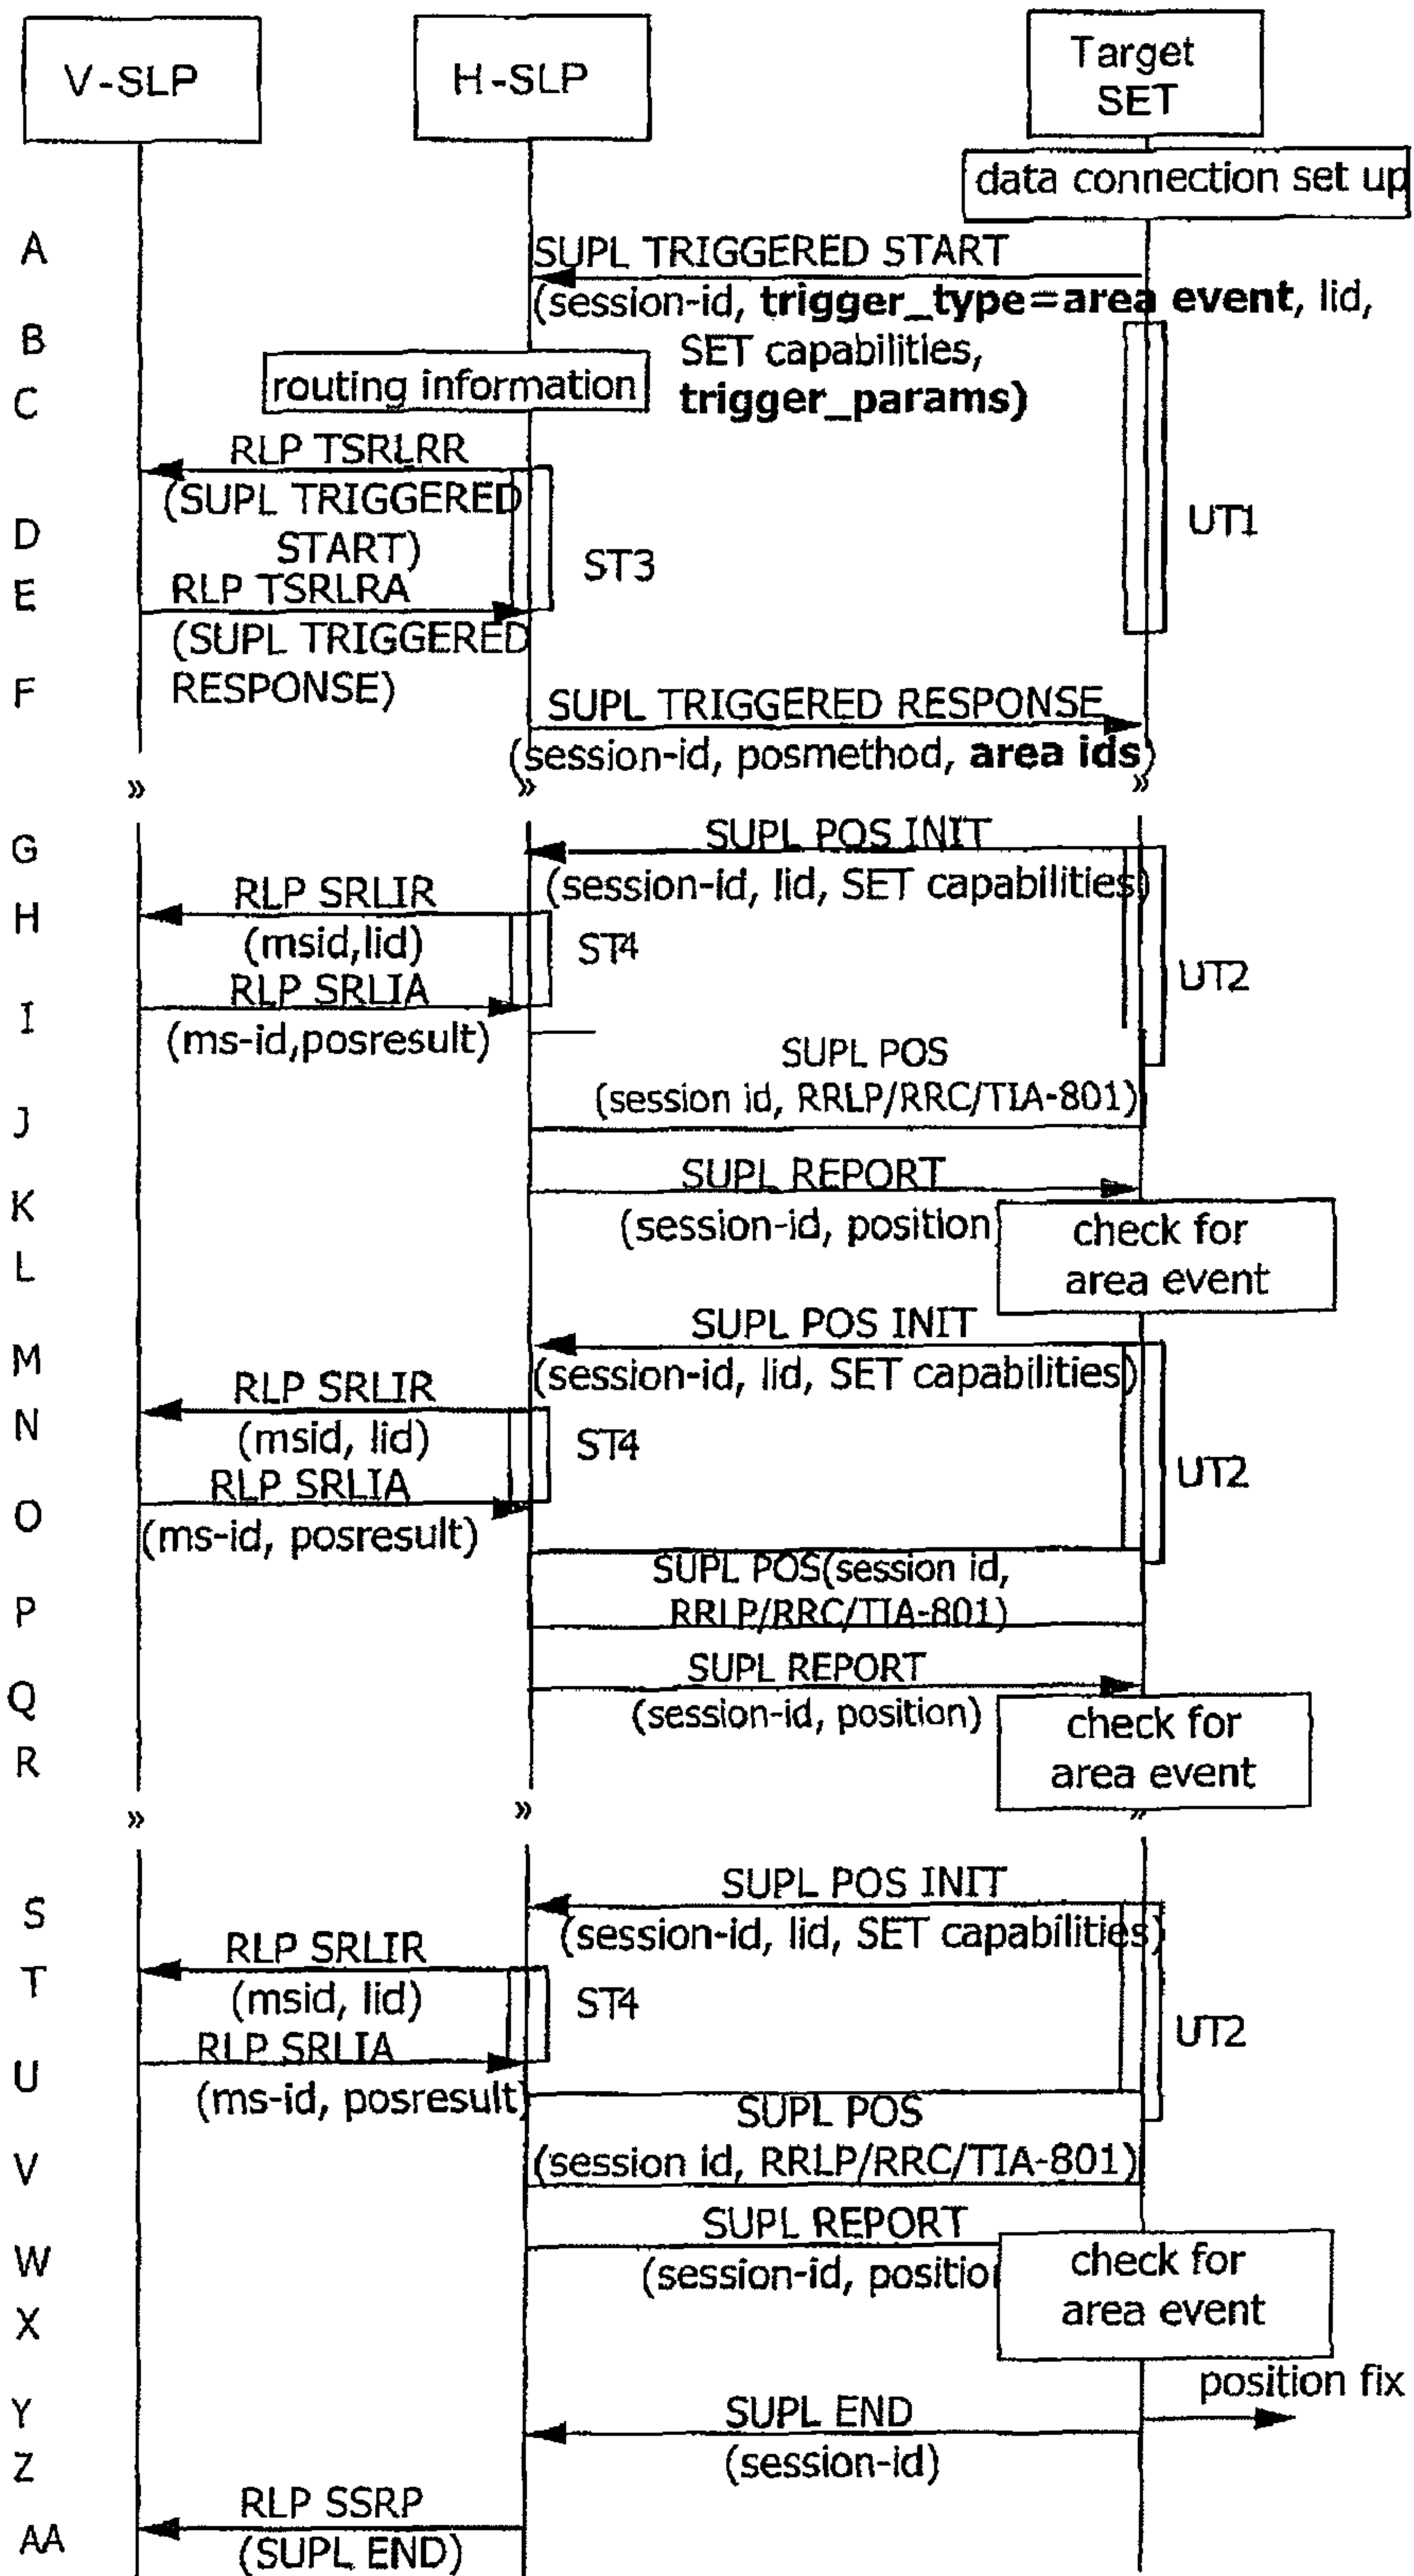 V-SLP
H-SLP
Target
SET
data connection set up
A
SUPL TRIGGERED START
(session-id, trigger_type=area event, lid,
B
SET capabilities,
routing information
C
trigger_params)
RLP TSRLRR
(SUPL TRIGGERED
D
START)
UT1
ST3
E
RLP TSRLRA
(SUPL TRIGGERED
F
RESPONSE)
SUPL TRIGGERED RESPONSE
(session-id, posmethod, area ids)
»
»
»
G
SUPL POS INIT
(session-id, lid, SET capabilities)
H
RLP SRLIR
(msid,lid)
ST4
UT2
RLP SRLIA
I
(ms-id,posresult)
SUPL POS
(session id, RRLP/RRC/TIA-801)
J
SUPL REPORT
K
(session-id, position
check for
L
area event
SUPL POS INIT
M
(session-id, lid, SET capabilities)
RLP SRLIR
N
(msid, lid)
ST4
UT2
RLP SRLIA
O
(ms-id, posresult)
SUPL POS(session id,
P
RRLP/RRC/TIA-801)
SUPL REPORT
Q
(session-id, position)
check for
R
area event
»
»
»
SUPL POS INIT
S
(session-id, lid, SET capabilities)
RLP SRLIR
T
(msid, lid)
ST4
UT2
RLP SRLIA
U
(ms-id, posresult)
SUPL POS
V
(session id, RRLP/RRC/TIA-801)
SUPL REPORT
W
(session-id, positio
check for
X
area event
position fix
Y
SUPL END
Z
(session-id)
RLP SSRP
AA
(SUPL END)